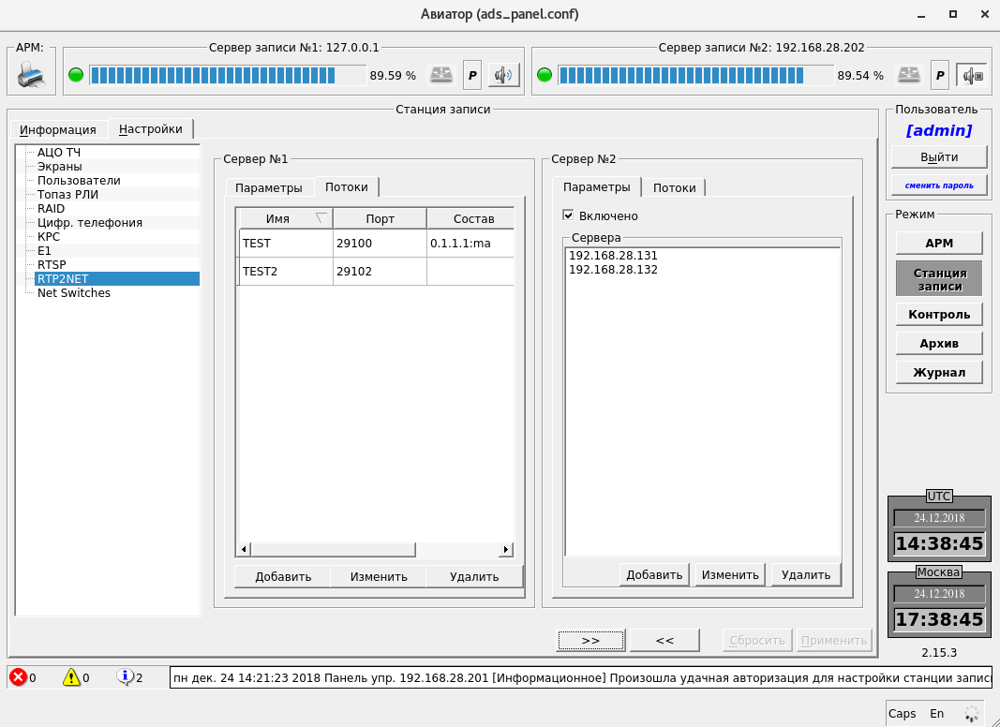 Авиатор (ads_panel.conf)
АРМ:
Сервер записи №1: 127.0.0.1
89.59 %
P
Сервер записи №2: 192.168.28.202
89.54 %
P
Станция записи
Информация
Настройки
АЦО ТЧ
Экраны
Пользователи
Топаз РЛИ
RAID
Цифр. телефония
КРС
E1
RTSP
RTP2NET
Net Switches
Сервер №1
Параметры
Потоки
Имя
Порт
Состав
TEST
29100
0.1.1.1:ma
TEST2
29102
Добавить
Изменить
Удалить
Сервер №2
Параметры
Потоки
Включено
Сервера
192.168.28.131
192.168.28.132
Добавить
Изменить
Удалить
>>
<<
Сбросить
Применить
Пользователь
[admin]
Выйти
сменить пароль
Режим
АРМ
Станция
записи
Контроль
Архив
Журнал
UTC
24.12.2018
14:38:45
Москва
24.12.2018
17:38:45
2.15.3
0
0
2
пн дек. 24 14:21:23 2018 Панель упр. 192.168.28.201 [Информационное] Произошла удачная авторизация для настройки станции запис
Caps
En